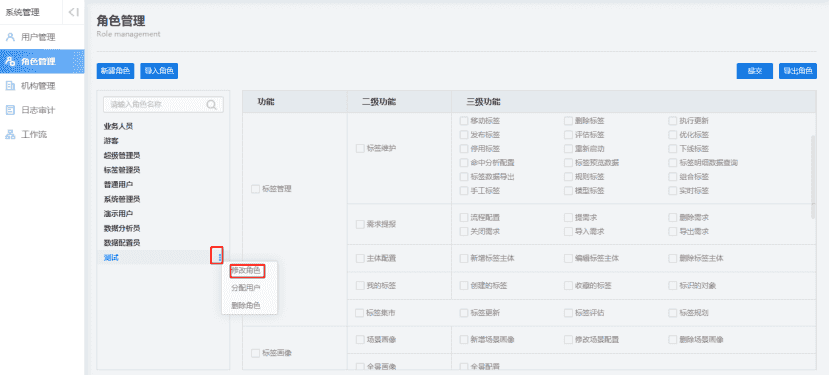 系统管理
用户管理
角色管理
机构管理
日志审计
工作流
角色管理
Role management
新建角色 导入角色 提交 导出角色
请输入角色名称
业务人员
游客
超级管理员
标签管理员
普通用户
系统管理员
演示用户
数据分析员
数据配置员
测试
修改角色
分配用户
删除角色
功能 二级功能 三级功能
标签管理
标签维护
移动标签 删除标签 执行更新
发布标签 评估标签 优化标签
停用标签 重新启动 下线标签
命中分析配置 标签预览数据 标签明细数据查询
标签数据导出 规则标签 组合标签
手工标签 模型标签 实时标签
需求提报
流程配置 提需求 删除需求
关闭需求 导入需求 导出需求
主体配置 新增标签主体 编辑标签主体 删除标签主体
我的标签 创建的标签 收藏的标签 标识的对象
标签集市 标签更新 标签评估 标签规划
标签画像
场景画像 新增场景画像 修改场景配置 删除场景画像
全景画像 全景配置